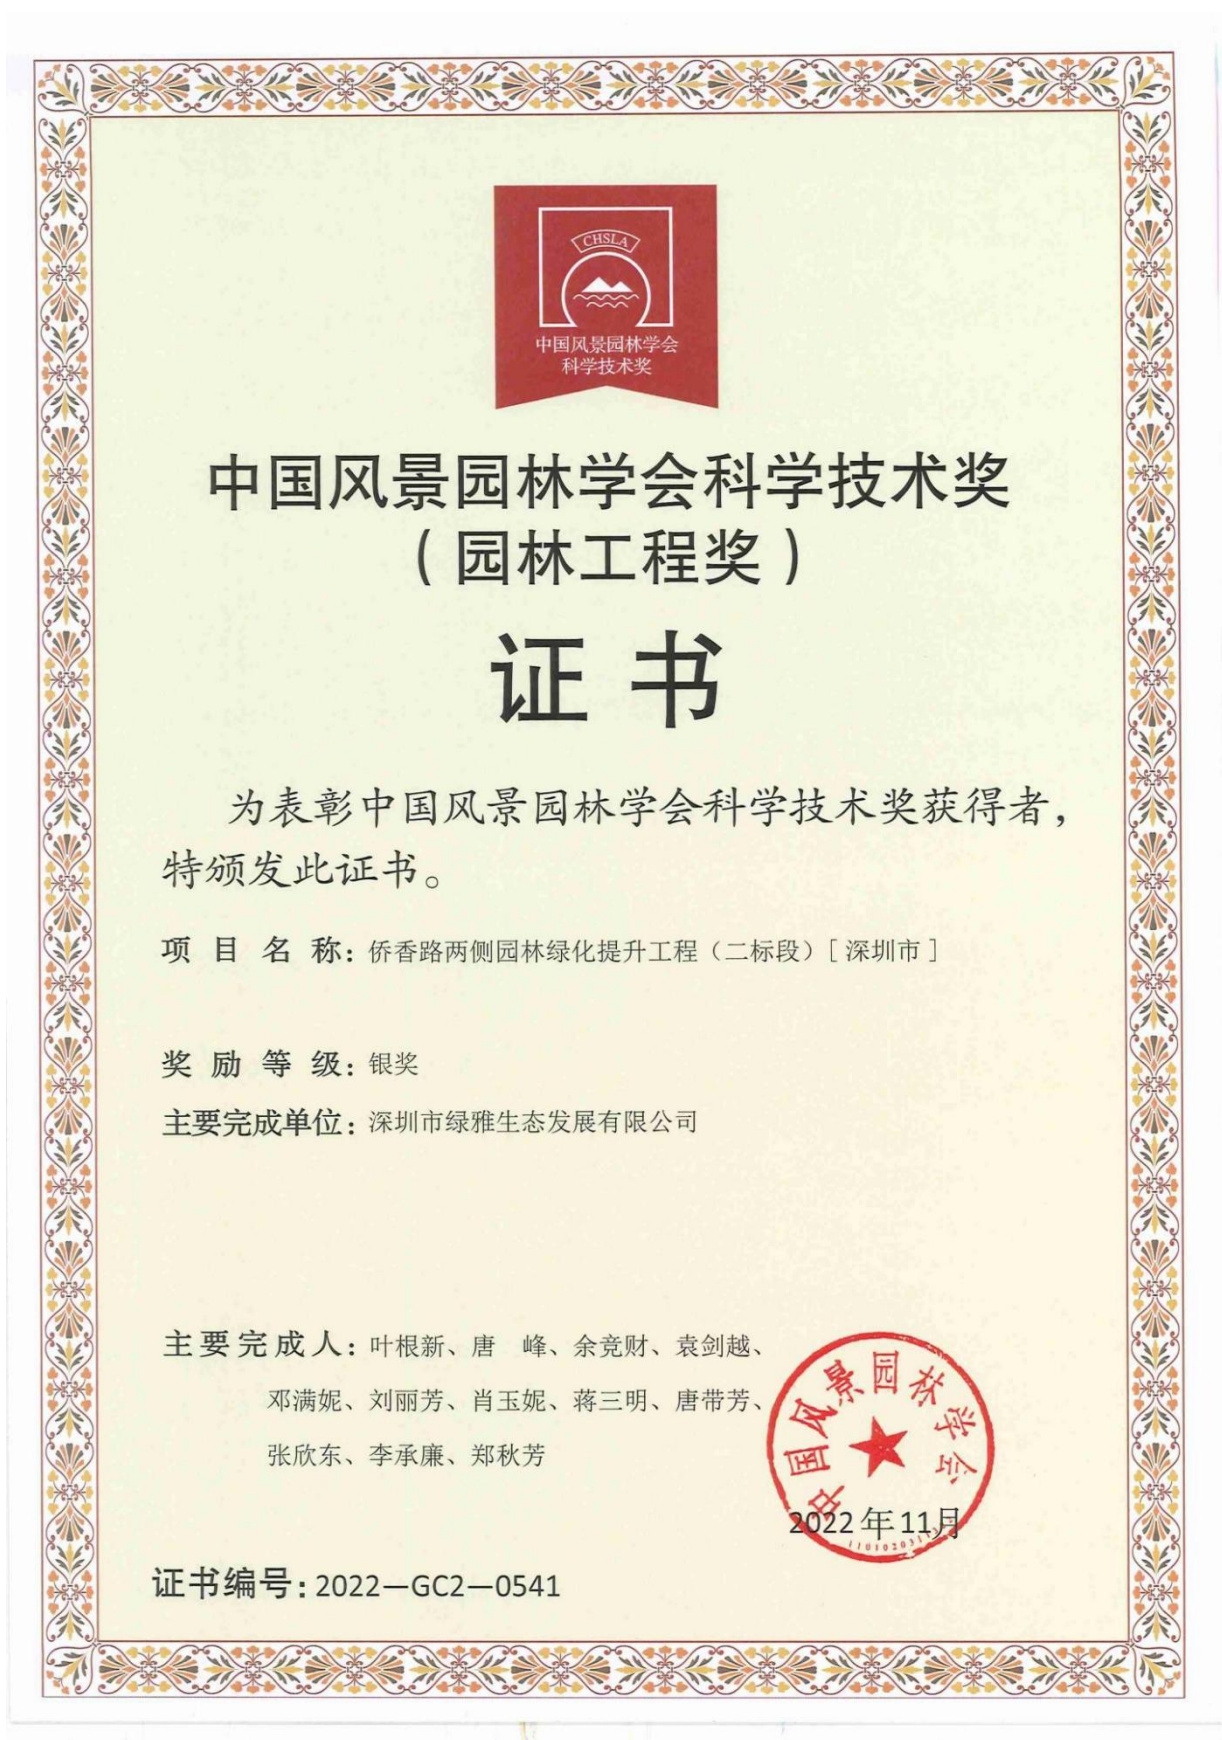 CHSLA
中国风景园林学会
科学技术奖
中国风景园林学会科学技术奖
（园林工程奖）
证书
为表彰中国风景园林学会科学技术奖获得者，
特颁发此证书。
项目名称：侨香路两侧园林绿化提升工程（二标段）[深圳市]
奖励等级：银奖
主要完成单位：深圳市绿雅生态发展有限公司
主要完成人：叶根新、唐　峰、余竞财、袁剑越、
邓满妮、刘丽芳、肖玉妮、蒋三明、唐带芳、
张欣东、李承廉、郑秋芳
中国风景园林学会
2022年11月
证书编号：2022—GC2—0541